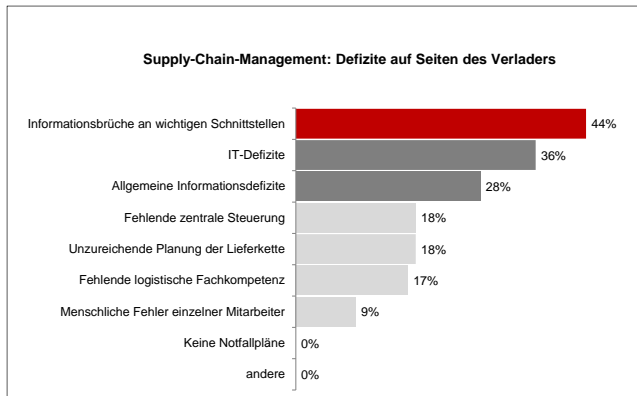 Supply-Chain-Management: Defizite auf Seiten des Verladers
Informationsbrüche an wichtigen Schnittstellen 44%
IT-Defizite 36%
Allgemeine Informationsdefizite 28%
Fehlende zentrale Steuerung 18%
Unzureichende Planung der Lieferkette 18%
Fehlende logistische Fachkompetenz 17%
Menschliche Fehler einzelner Mitarbeiter 9%
Keine Notfallpläne 0%
andere 0%